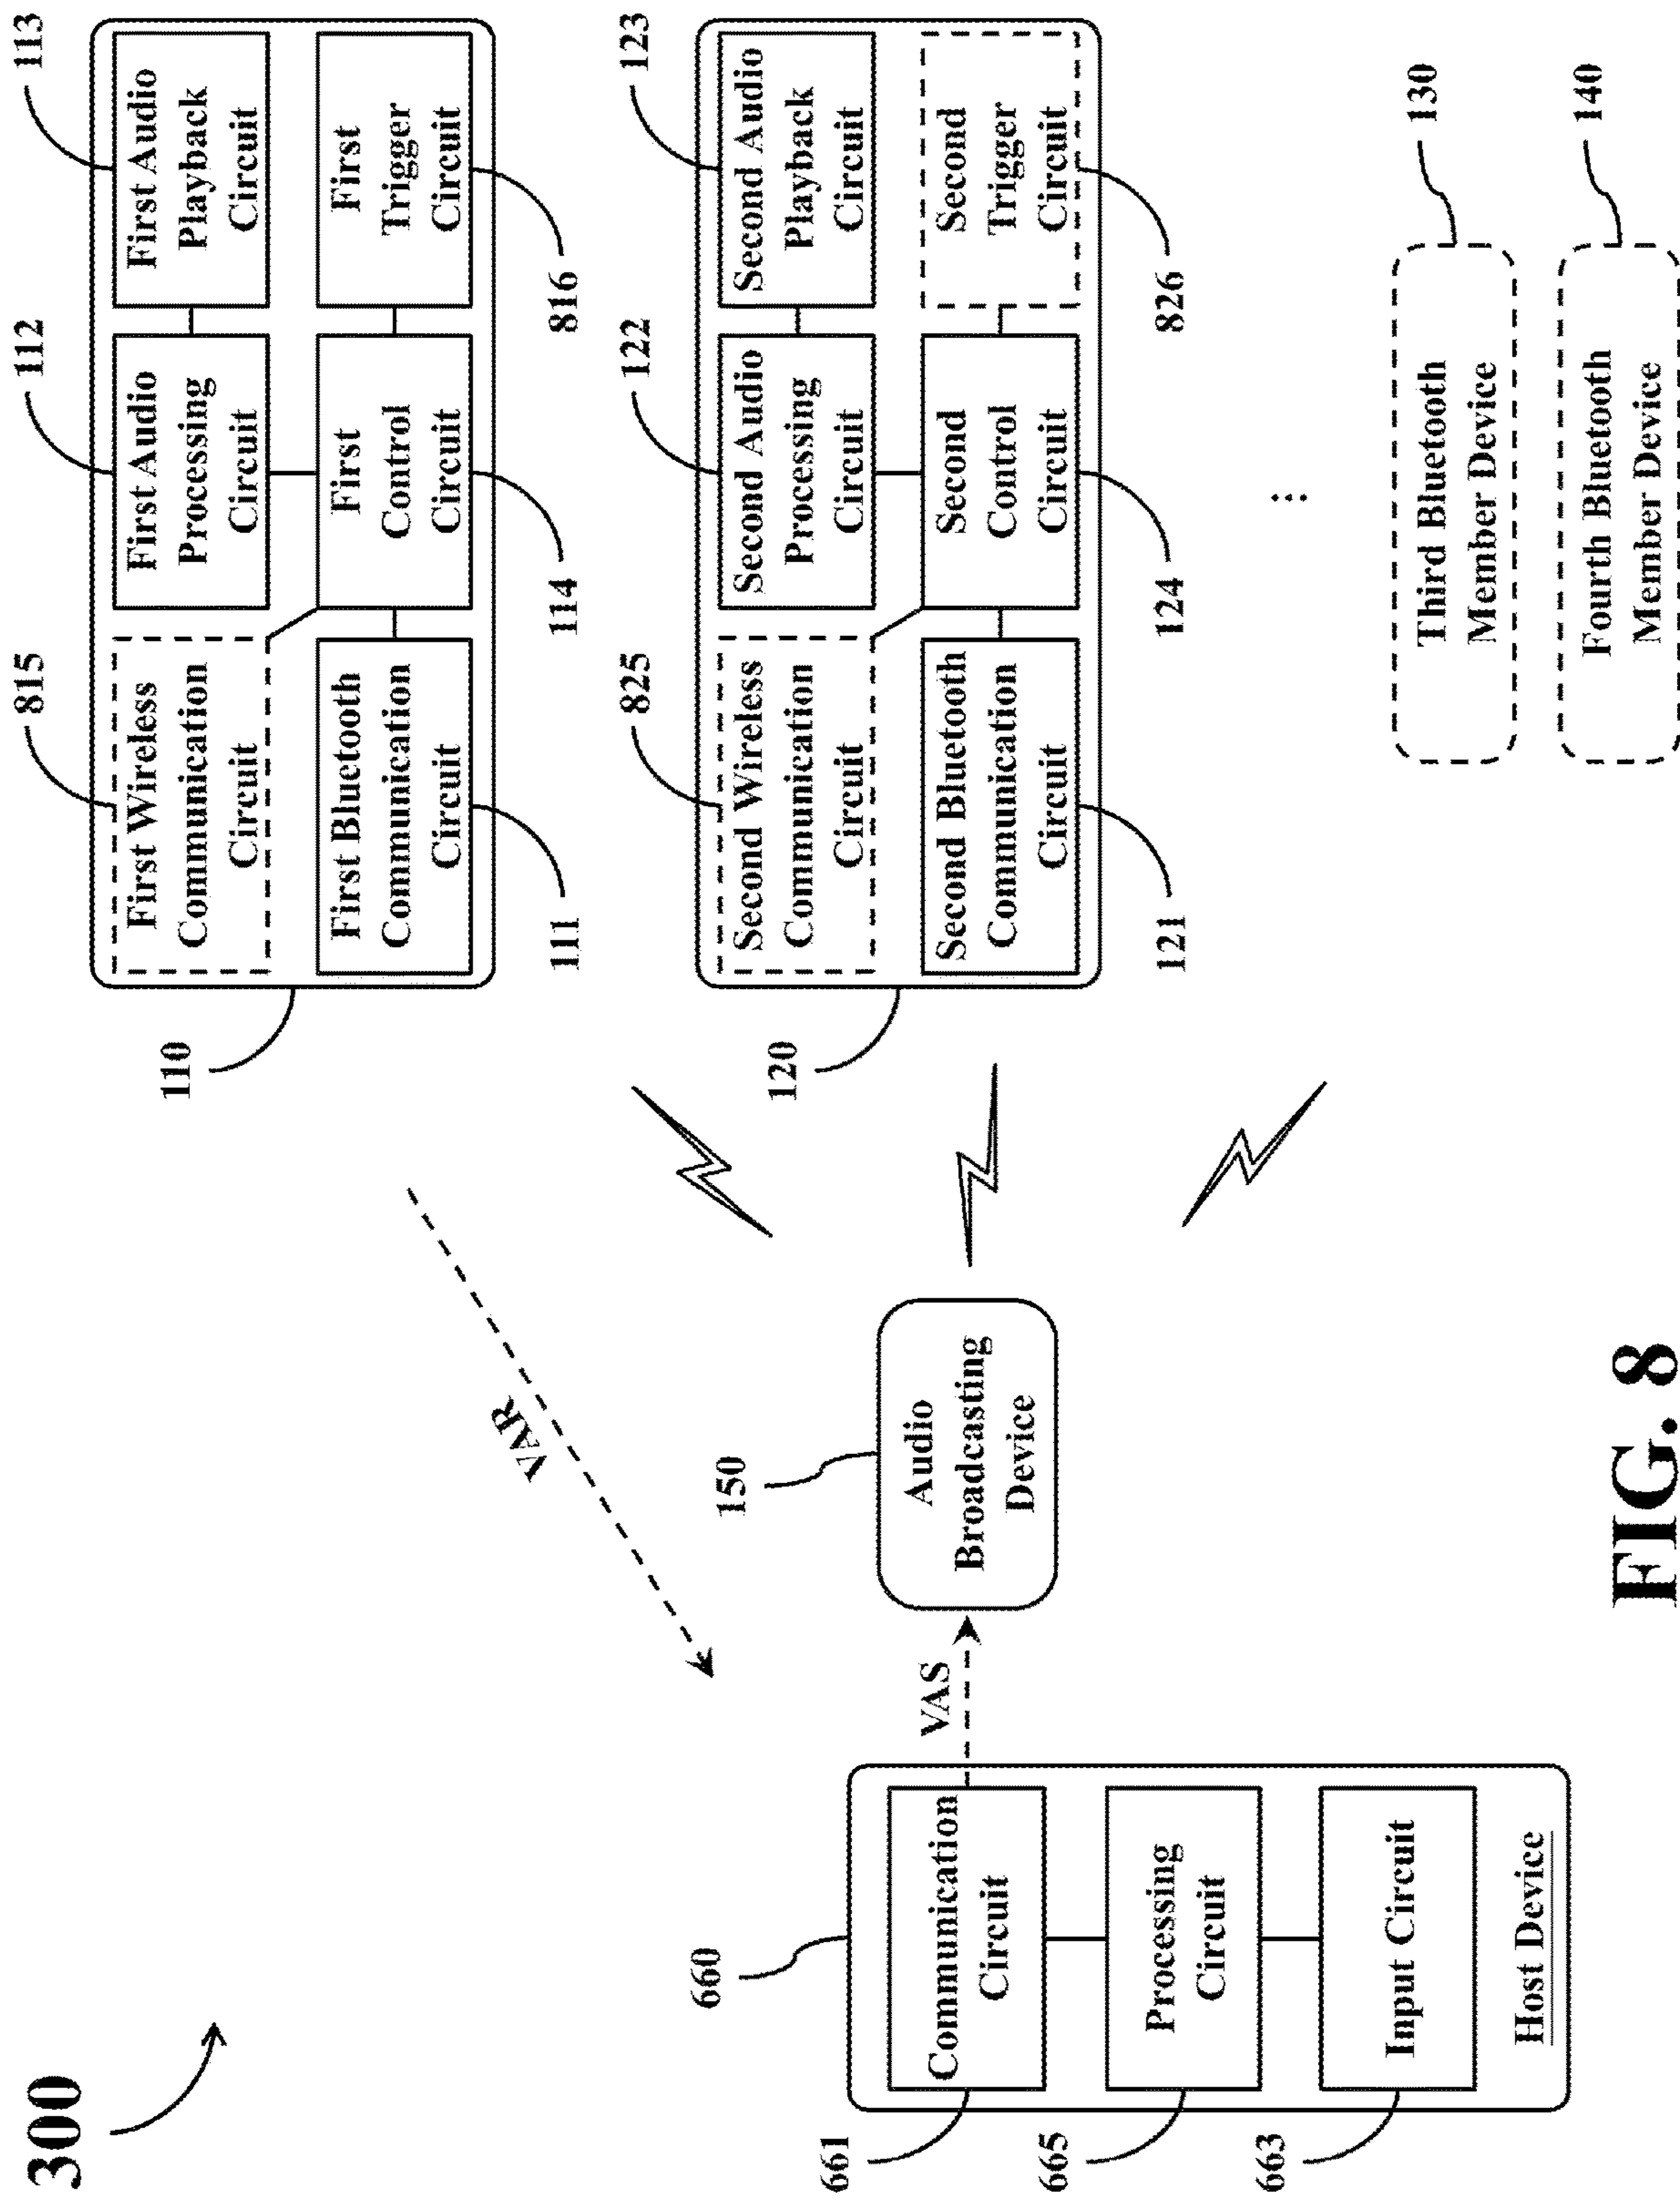 300
110
815
112
113
First Wireless
Communication
Circuit
First Audio
Processing
Circuit
First Audio
Playback
Circuit
First Bluetooth
Communication
Circuit
First
Control
Circuit
First
Trigger
Circuit
111
114
816
VAR
660
661
Communication
Circuit
665
Processing
Circuit
663
Input Circuit
Host Device
VAS
150
Audio
Broadcasting
Device
120
825
122
123
Second Wireless
Communication
Circuit
Second Audio
Processing
Circuit
Second Audio
Playback
Circuit
Second Bluetooth
Communication
Circuit
Second
Control
Circuit
Second
Trigger
Circuit
121
124
826
...
Third Bluetooth
Member Device
130
Fourth Bluetooth
Member Device
140
FIG. 8